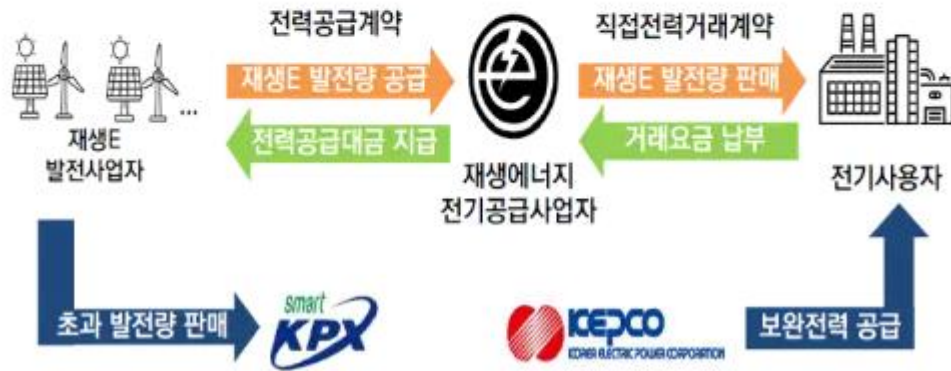 전력공급계약
직접전력거래계약
재생E 발전량 공급
재생E 발전량 판매
전력공급대금 지급
거래요금 납부
...
재생E
발전사업자
재생에너지
전기공급사업자
전기사용자
초과 발전량 판매
smart
KPX
KEPCO
KOREA ELECTRIC POWER CORPORATION
보완전력 공급